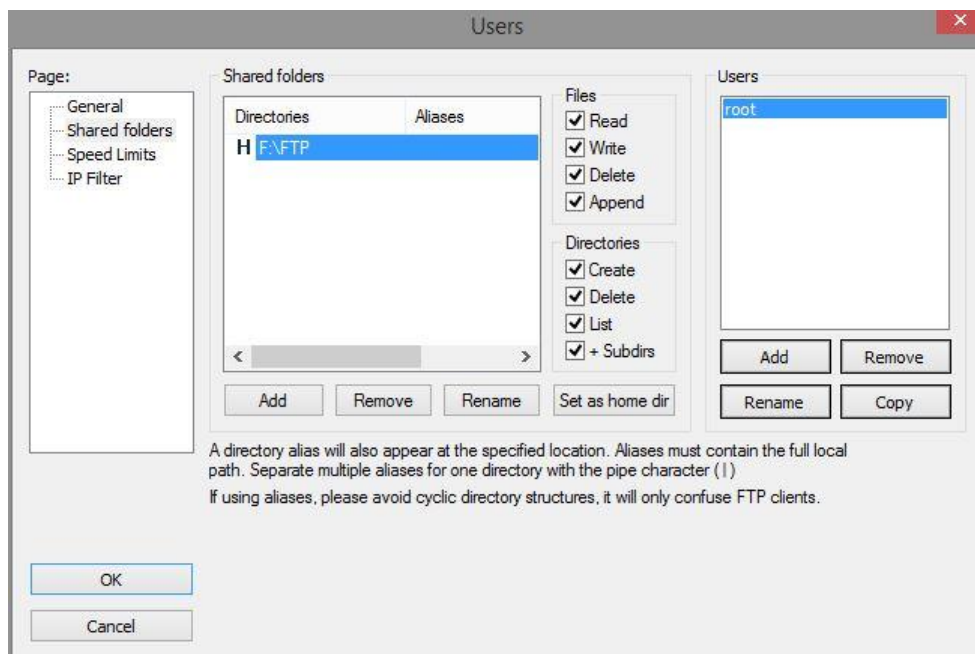 Users
Page:
General
Shared folders
Speed Limits
IP Filter
Shared folders
Directories Aliases
H F:\FTP
Files
Read
Write
Delete
Append
Directories
Create
Delete
List
+ Subdirs
Add Remove Rename Set as home dir
Users
root
Add Remove
Rename Copy
A directory alias will also appear at the specified location. Aliases must contain the full local
path. Separate multiple aliases for one directory with the pipe character (|)
If using aliases, please avoid cyclic directory structures, it will only confuse FTP clients.
OK
Cancel